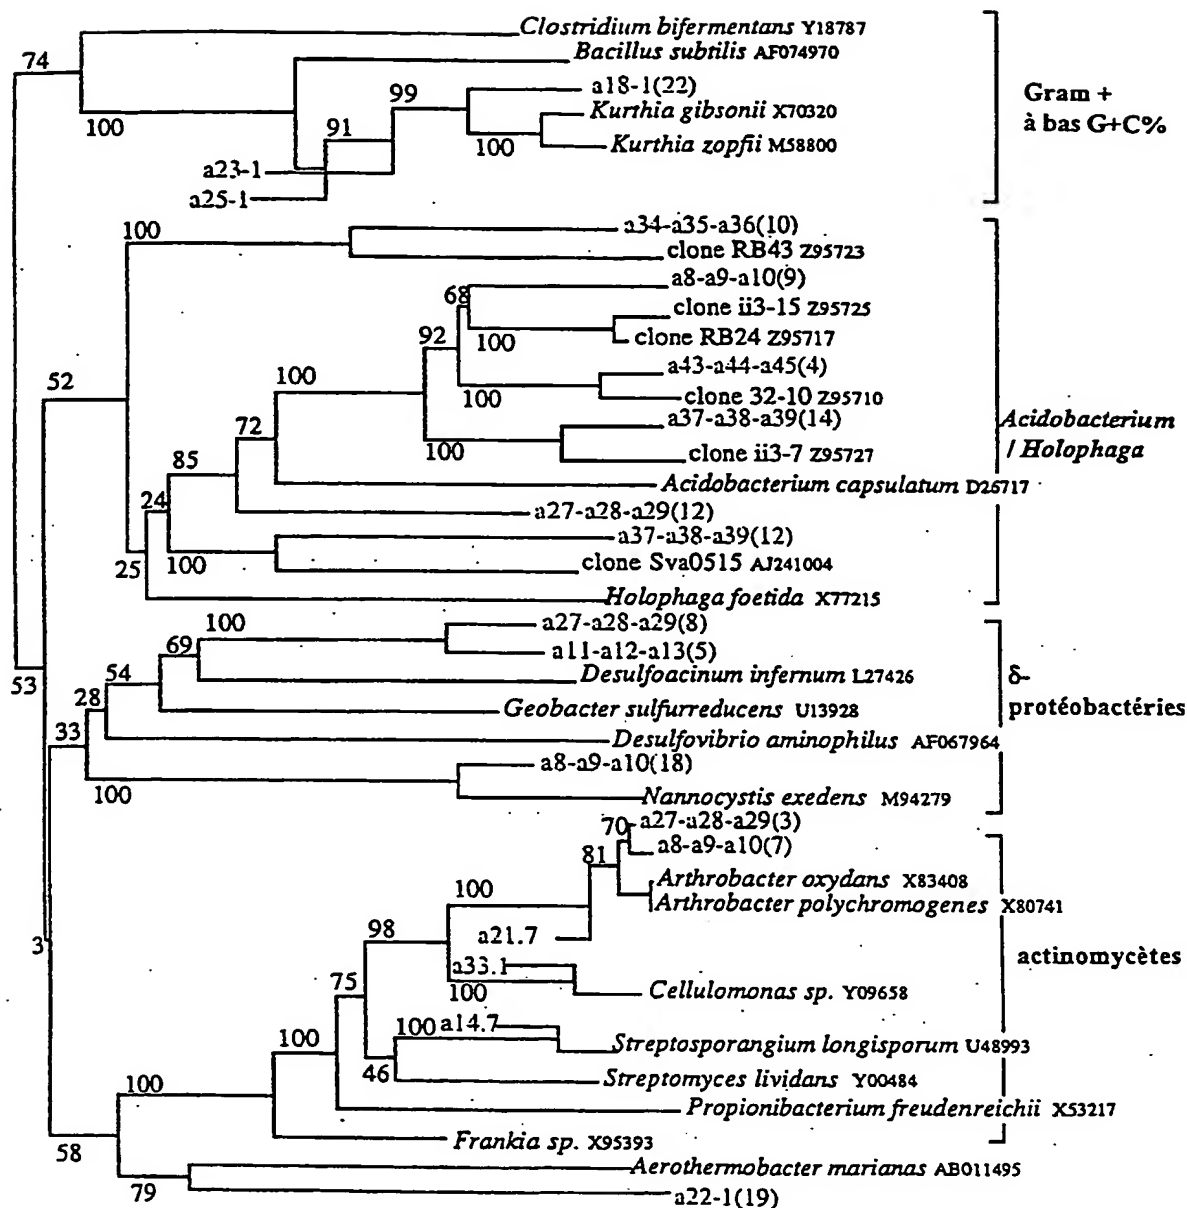 Clostridium bifermentans Y18787
74
Bacillus subtilis AF074970
a18-1(22)
99
Gram +
à bas G+C%
Kurthia gibsonii X70320
100
91
100
Kurthia zopfii M58800
a23-1
a25-1
100
a34-a35-a36(10)
clone RB43 Z95723
a8-a9-a10(9)
68
clone ii3-15 Z95725
92
100
clone RB24 Z95717
a43-a44-a45(4)
52
100
100
clone 32-10 Z95710
a37-a38-a39(14)
Acidobacterium
/ Holophaga
72
100
clone ii3-7 Z95727
85
Acidobacterium capsulatum D26717
24
a27-a28-a29(12)
a37-a38-a39(12)
25
100
clone Sva0515 AJ241004
Holophaga foetida X77215
100
a27-a28-a29(8)
69
a11-a12-a13(5)
54
Desulfoacinum infernum L27426
δ-
protéobactéries
53
28
Geobacter sulfurreducens U13928
33
Desulfovibrio aminophilus AF067964
a8-a9-a10(18)
100
Nannocystis exedens M94279
70
a27-a28-a29(3)
a8-a9-a10(7)
81
100
Arthrobacter oxydans X83408
Arthrobacter polychromogenes X80741
98
a21.7
3
actinomycètes
a33.1
75
100
Cellulomonas sp. Y09658
100
100
a14.7
Streptosporangium longisporum U48993
46
100
Streptomyces lividans Y00484
Propionibacterium freudenreichii X53217
58
Frankia sp. X95393
Aerothermobacter marianas AB011495
79
a22-1(19)